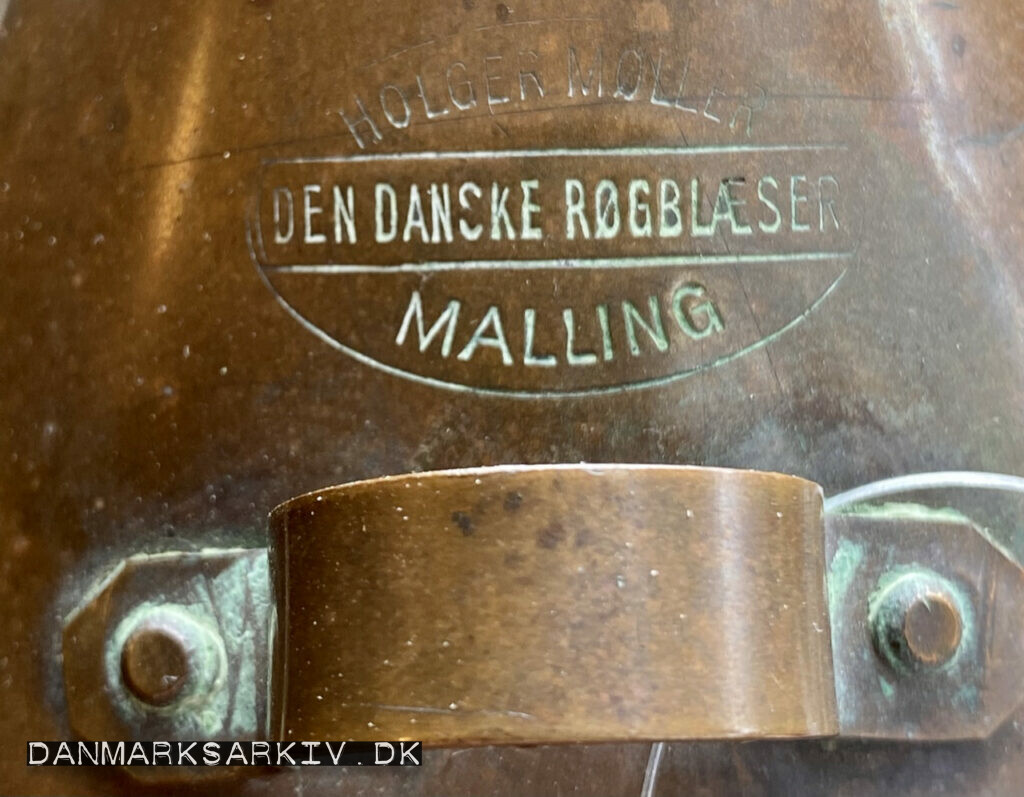 HOLGER MØLLER
DEN DANSKE RØGBLÆSER
MALLING
DANMARKSARKIV.DK